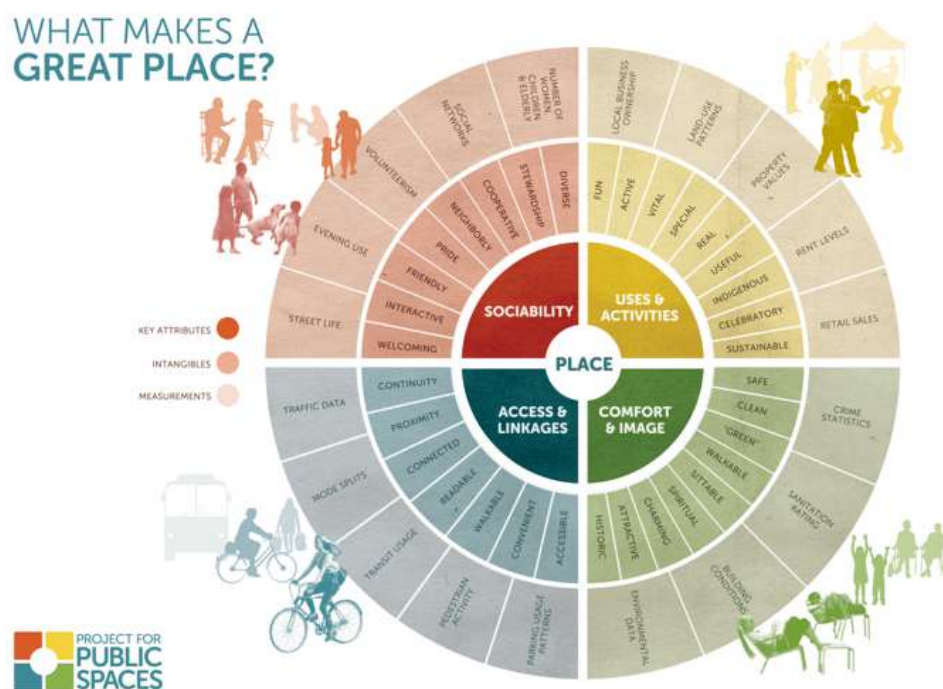 WHAT MAKES A
GREAT PLACE?
KEY ATTRIBUTES
INTANGIBLES
MEASUREMENTS
PLACE
SOCIABILITY
WELCOMING
INTERACTIVE
FRIENDLY
PRIDE
NEIGHBORLY
COOPERATIVE
STEWARDSHIP
DIVERSE
STREET LIFE
EVENING USE
VOLUNTEERISM
SOCIAL
NETWORKS
NUMBER OF
WOMEN,
CHILDREN
& ELDERLY
USES &
ACTIVITIES
FUN
ACTIVE
VITAL
SPECIAL
REAL
USEFUL
INDIGENOUS
CELEBRATORY
SUSTAINABLE
LOCAL BUSINESS
OWNERSHIP
LAND-USE
PATTERNS
PROPERTY
VALUES
RENT LEVELS
RETAIL SALES
COMFORT
& IMAGE
SAFE
CLEAN
"GREEN"
WALKABLE
SITTABLE
SPIRITUAL
CHARMING
ATTRACTIVE
HISTORIC
CRIME
STATISTICS
SANITATION
RATING
BUILDING
CONDITIONS
ENVIRONMENTAL
DATA
ACCESS &
LINKAGES
CONTINUITY
PROXIMITY
CONNECTED
READABLE
WALKABLE
CONVENIENT
ACCESSIBLE
TRAFFIC DATA
MODE SPLITS
TRANSIT USAGE
PEDESTRIAN
ACTIVITY
PARKING USAGE
PATTERNS
PROJECT FOR
PUBLIC
SPACES